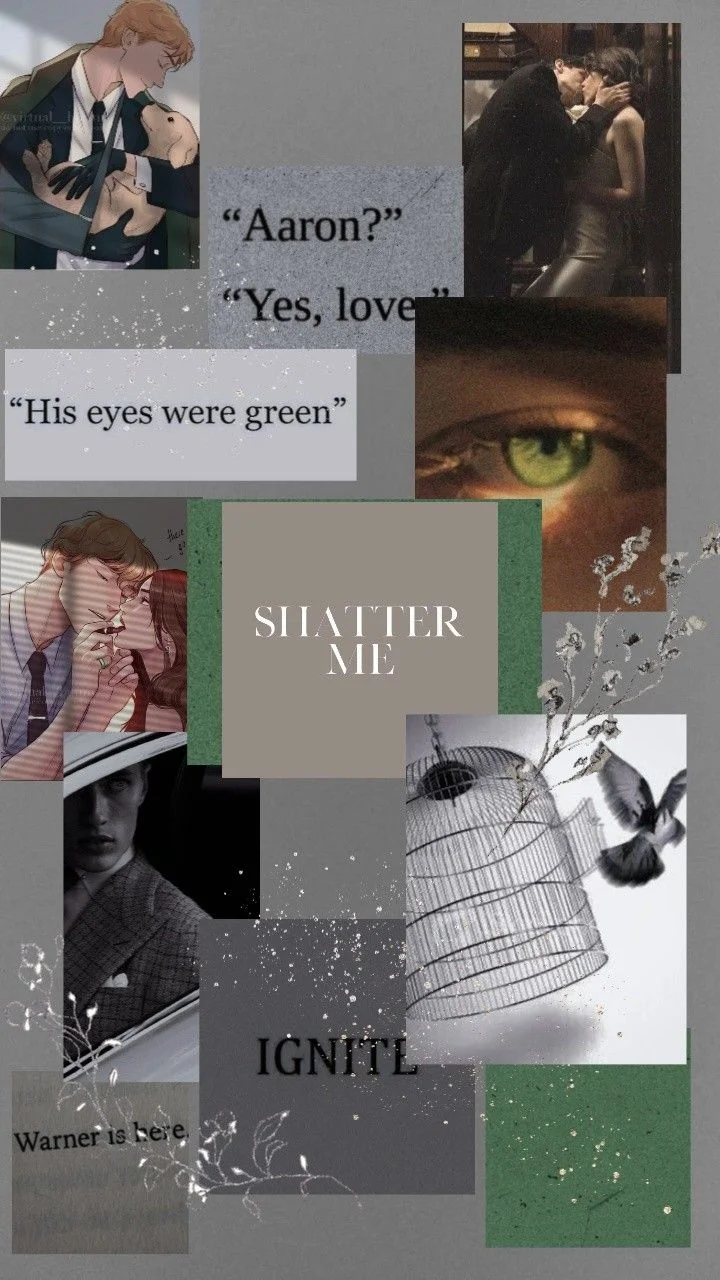 “Aaron?”
“Yes, love.”
“His eyes were green”
SHATTER
ME
IGNITE
Warner is here.